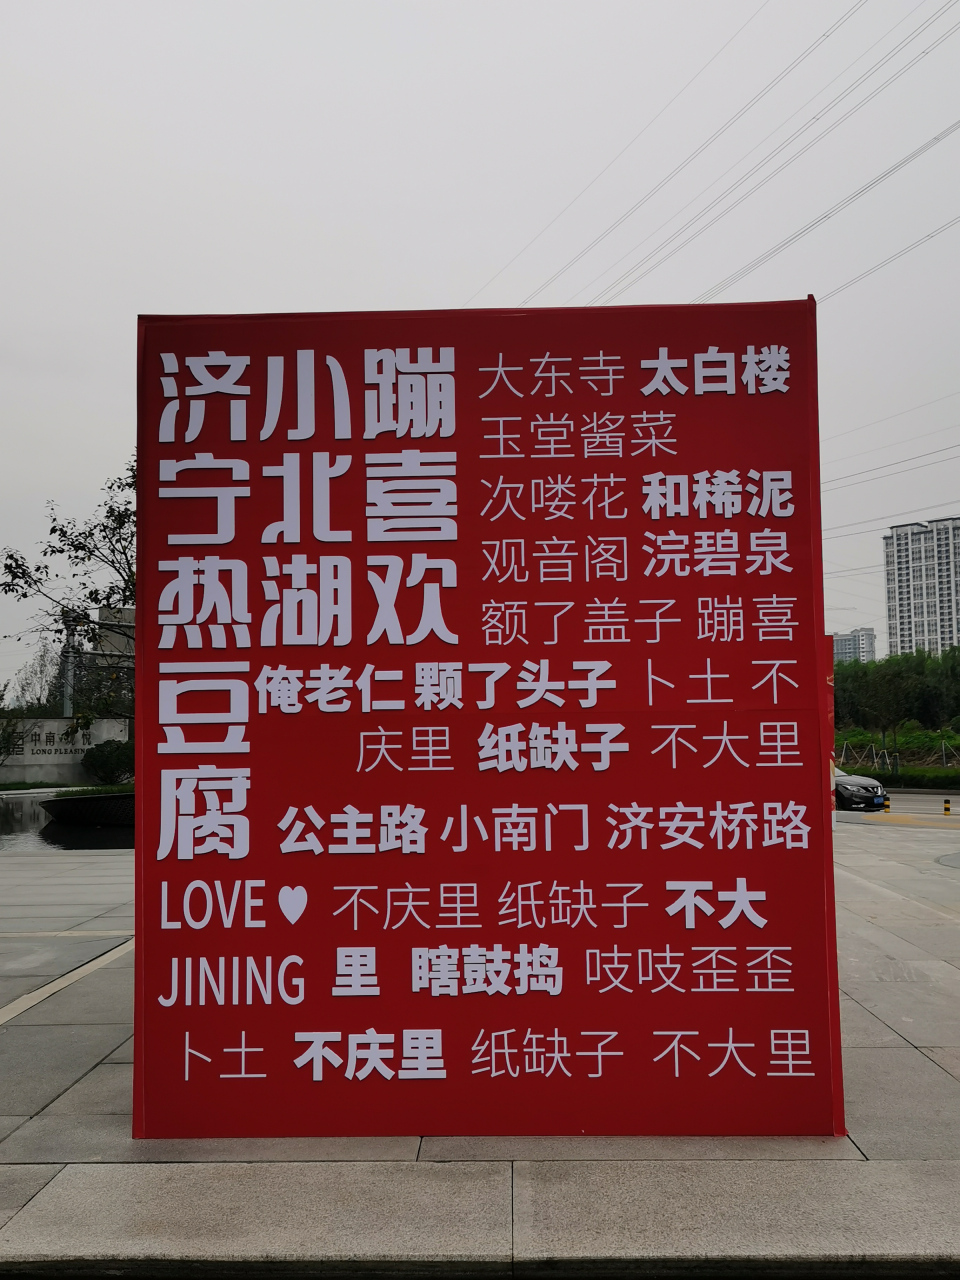 济宁热豆腐
小北湖
蹦喜欢
大东寺 太白楼
玉堂酱菜
次喽花 和稀泥
观音阁 浣碧泉
额了盖子 蹦喜
俺老仁 颗了头子 卜土 不
庆里 纸缺子 不大里
公主路 小南门 济安桥路
LOVE♥ 不庆里 纸缺子 不大
JINING 里 瞎鼓捣 吱吱歪歪
卜土 不庆里 纸缺子 不大里
中南
LONG PLEASING